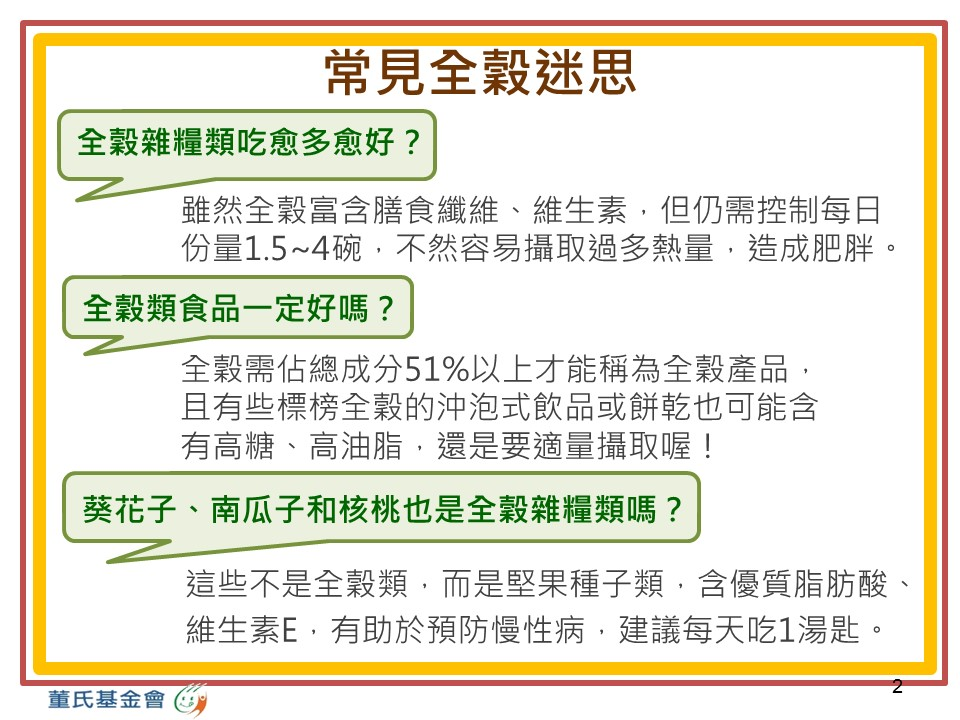 常見全穀迷思
全穀雜糧類吃愈多愈好？
雖然全穀富含膳食纖維、維生素，但仍需控制每日
份量1.5~4碗，不然容易攝取過多熱量，造成肥胖。
全穀類食品一定好嗎？
全穀需佔總成分51%以上才能稱為全穀產品，
且有些標榜全穀的沖泡式飲品或餅乾也可能含
有高糖、高油脂，還是要適量攝取喔！
葵花子、南瓜子和核桃也是全穀雜糧類嗎？
這些不是全穀類，而是堅果種子類，含優質脂肪酸、
維生素E，有助於預防慢性病，建議每天吃1湯匙。
董氏基金會
2